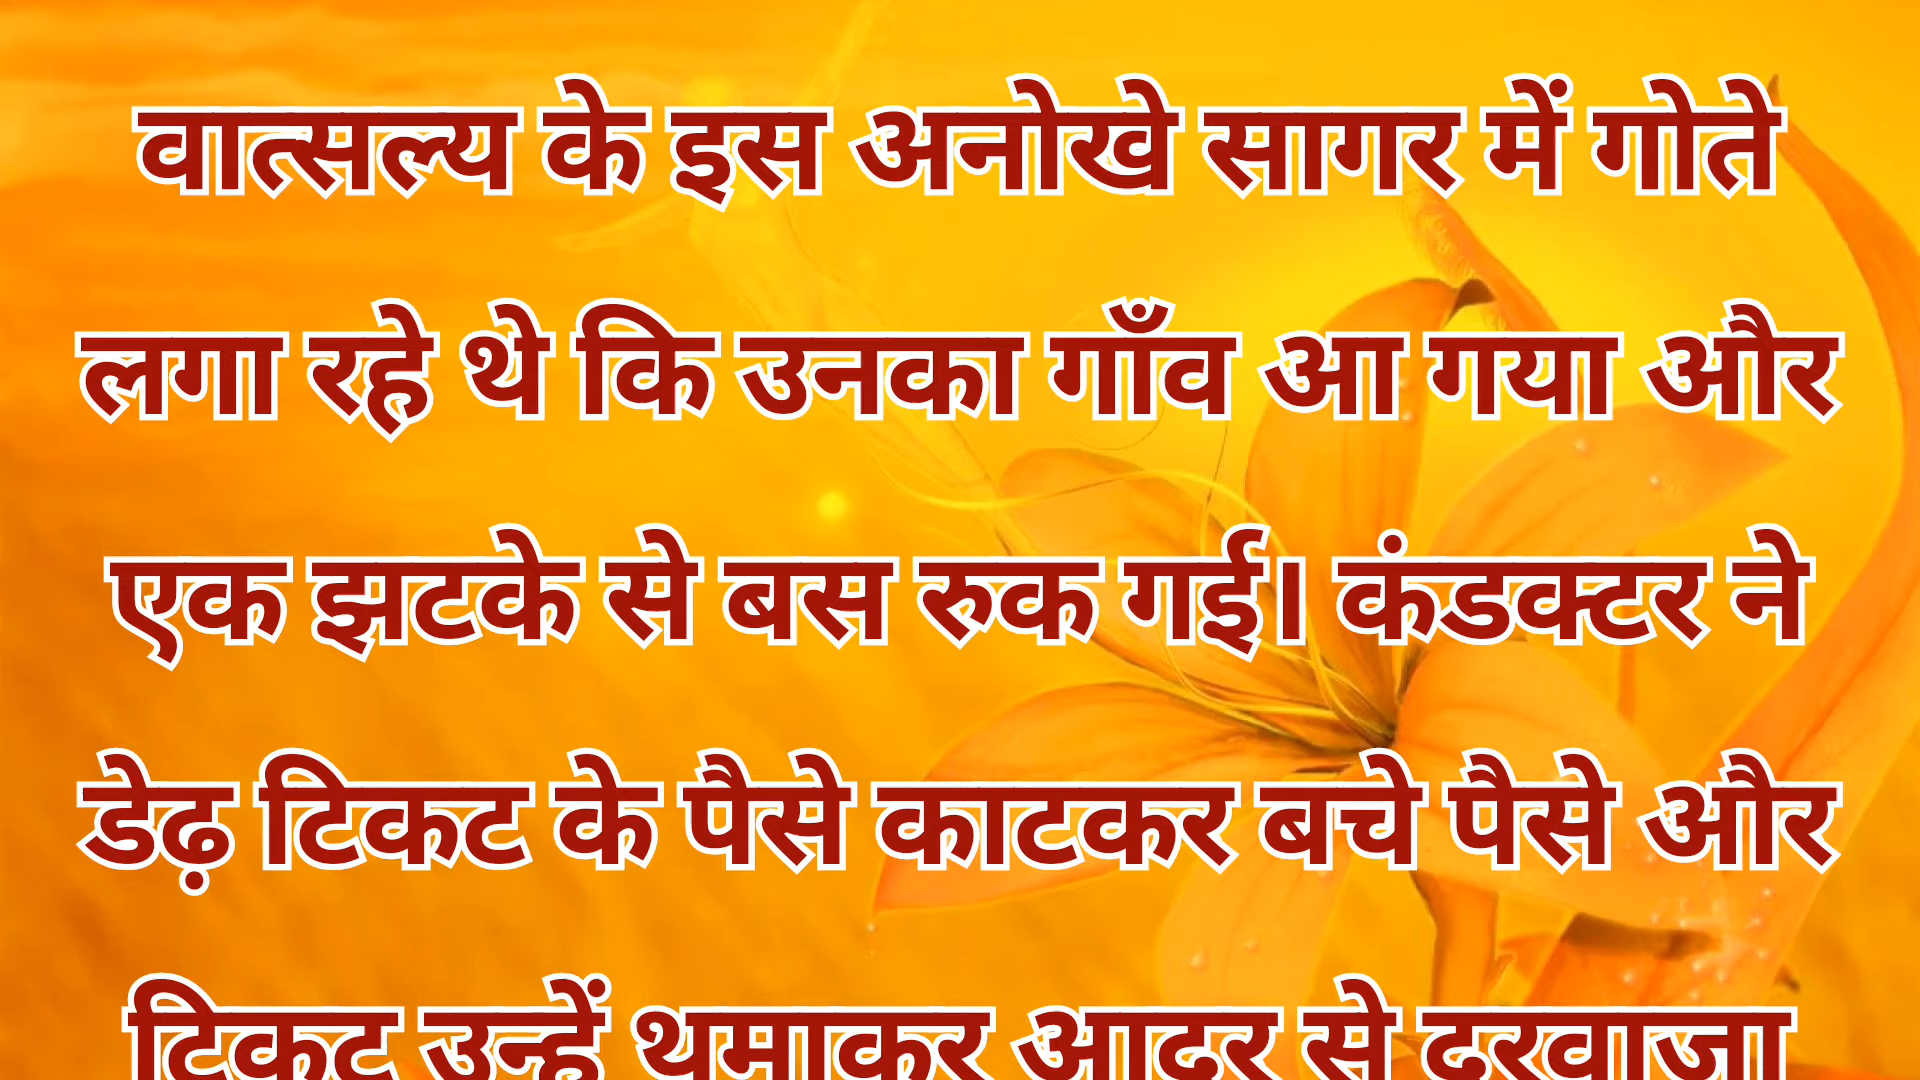 वात्सल्य के इस अनोखे सागर में गोते
लगा रहे थे कि उनका गाँव आ गया और
एक झटके से बस रुक गई। कंडक्टर ने
डेढ़ टिकट के पैसे काटकर बचे पैसे और
टिकट उन्हें थमाकर आदर से दरवाजा